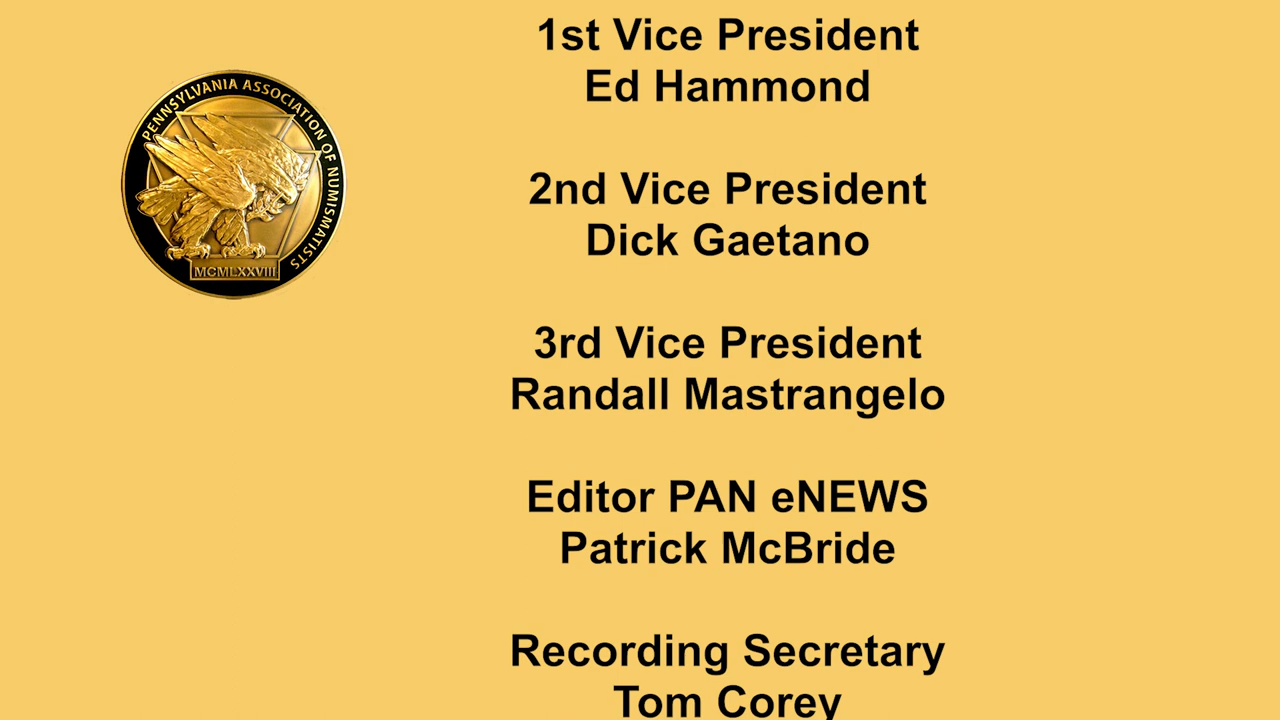 PENNSYLVANIA ASSOCIATION OF NUMISMATISTS
MCMLXXVIII
1st Vice President
Ed Hammond
2nd Vice President
Dick Gaetano
3rd Vice President
Randall Mastrangelo
Editor PAN eNEWS
Patrick McBride
Recording Secretary
Tom Corey